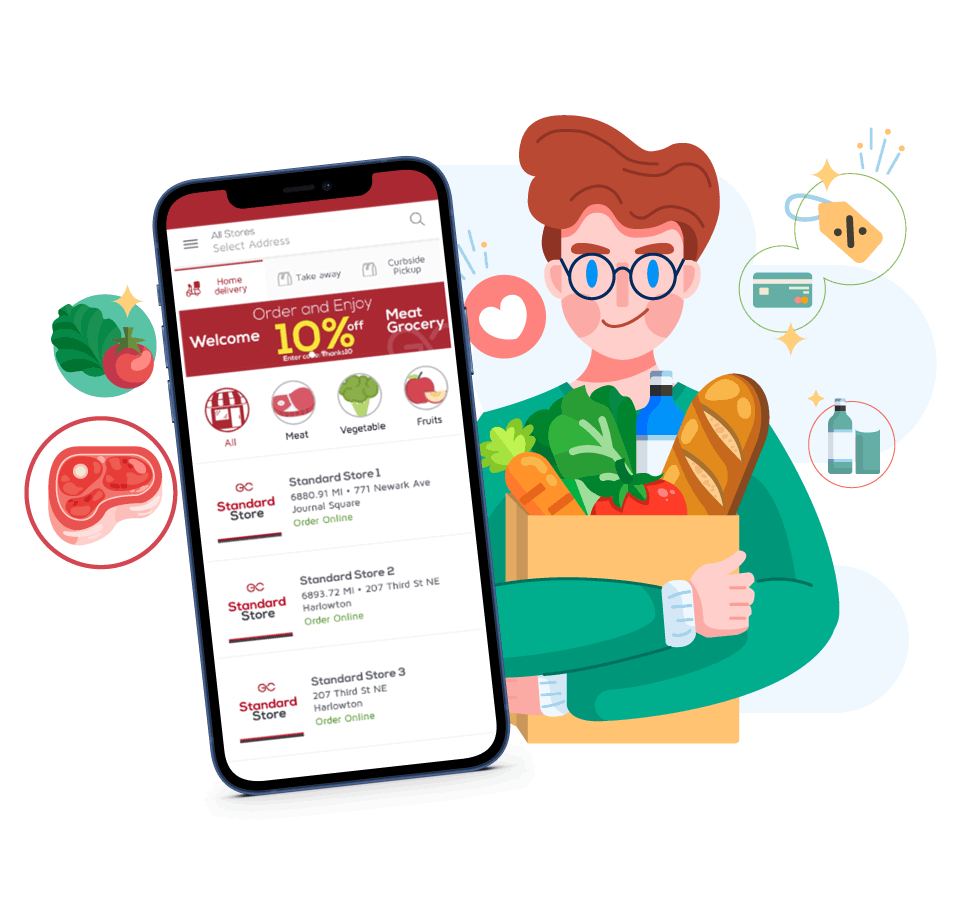 All Stores
Select Address
Home
delivery
Take away
Curbside
Pickup
Welcome
Order and Enjoy
10% off
Enter code: Thanks10
Meat
Grocery
All
Meat
Vegetable
Fruits
GC
Standard
Store
Standard Store 1
6880.91 MI • 771 Newark Ave
Journal Square
Order Online
GC
Standard
Store
Standard Store 2
6893.72 MI • 207 Third St NE
Harlowton
Order Online
GC
Standard
Store
Standard Store 3
207 Third St NE
Harlowton
Order Online